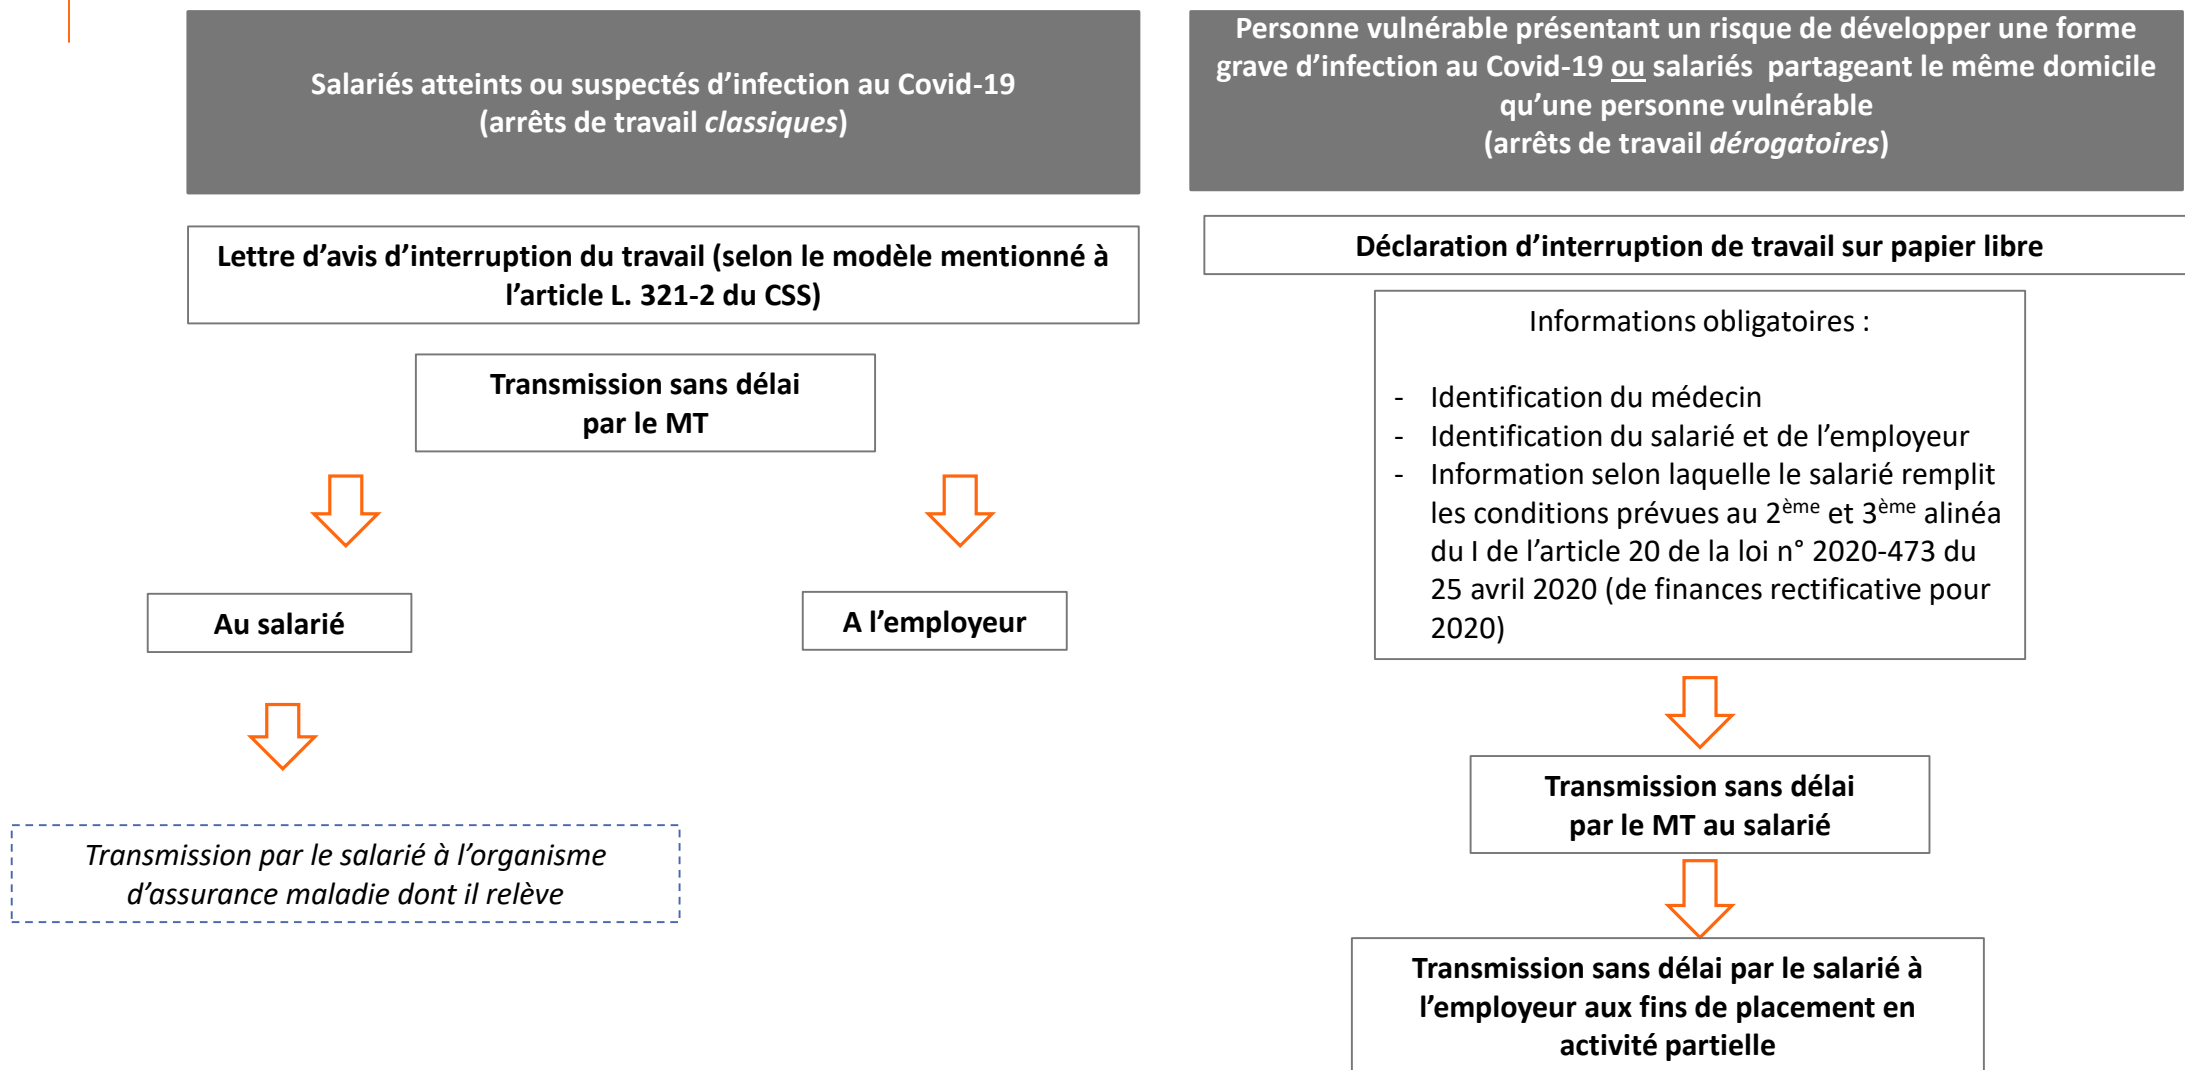 Salariés atteints ou suspectés d’infection au Covid-19
(arrêts de travail classiques)
Lettre d’avis d’interruption du travail (selon le modèle mentionné à
l’article L. 321-2 du CSS)
Transmission sans délai
par le MT
Au salarié
A l’employeur
Transmission par le salarié à l’organisme
d’assurance maladie dont il relève
Personne vulnérable présentant un risque de développer une forme
grave d’infection au Covid-19 ou salariés partageant le même domicile
qu’une personne vulnérable
(arrêts de travail dérogatoires)
Déclaration d’interruption de travail sur papier libre
Informations obligatoires :
- Identification du médecin
- Identification du salarié et de l’employeur
- Information selon laquelle le salarié remplit
les conditions prévues au 2ème et 3ème alinéa
du I de l’article 20 de la loi n° 2020-473 du
25 avril 2020 (de finances rectificative pour
2020)
Transmission sans délai
par le MT au salarié
Transmission sans délai par le salarié à
l’employeur aux fins de placement en
activité partielle